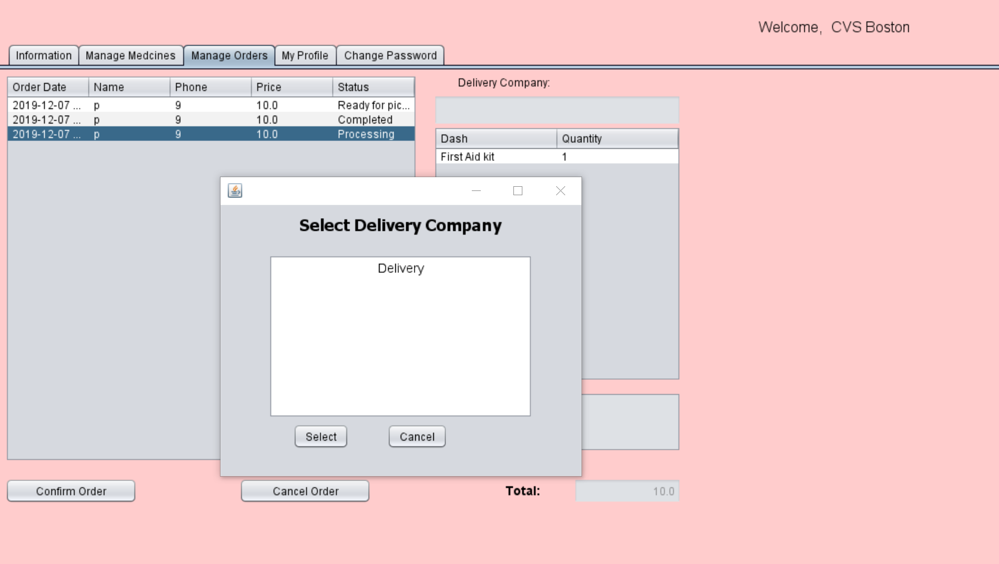 Welcome, CVS Boston
Information Manage Medcines Manage Orders My Profile Change Password
Order Date Name Phone Price Status
2019-12-07 ... p 9 10.0 Ready for pic...
2019-12-07 ... p 9 10.0 Completed
2019-12-07 ... p 9 10.0 Processing
Delivery Company:
Dash Quantity
First Aid kit 1
Select Delivery Company
Delivery
Select Cancel
Confirm Order Cancel Order Total: 10.0